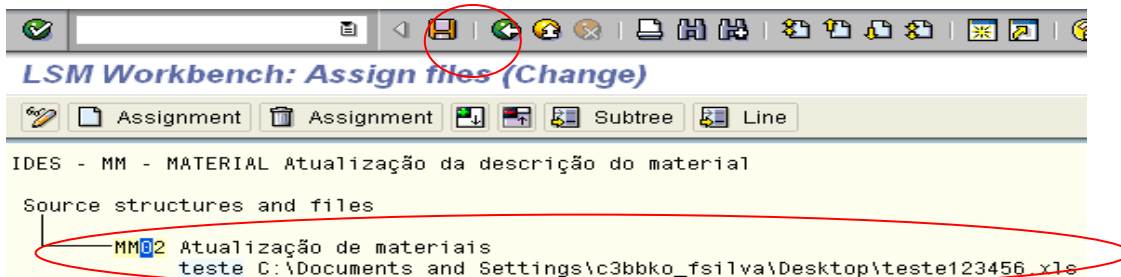 LSM Workbench: Assign files (Change)
Assignment Assignment Subtree Line
IDES - MM - MATERIAL Atualização da descrição do material
Source structures and files
MM02 Atualização de materiais
teste C:\Documents and Settings\c3bbko_fsilva\Desktop\teste123456.xls